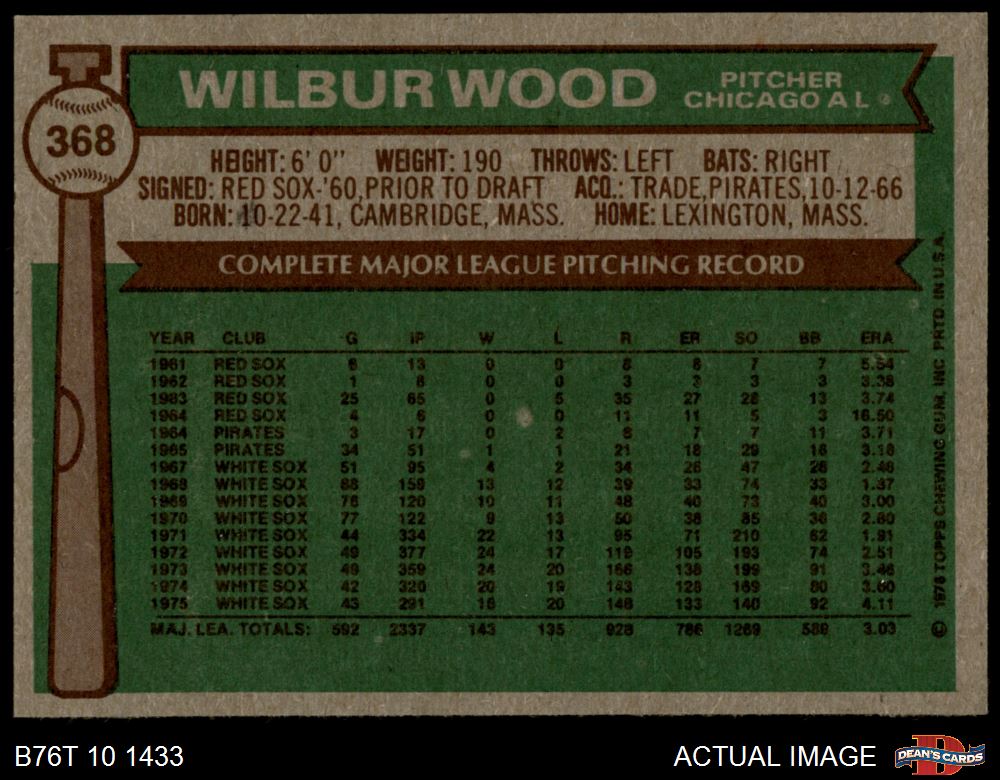 368
WILBUR WOOD PITCHER CHICAGO A L
HEIGHT: 6' 0" WEIGHT: 190 THROWS: LEFT BATS: RIGHT
SIGNED: RED SOX-'60, PRIOR TO DRAFT ACQ.: TRADE, PIRATES, 10-12-66
BORN: 10-22-41, CAMBRIDGE, MASS. HOME: LEXINGTON, MASS.
COMPLETE MAJOR LEAGUE PITCHING RECORD
YEAR CLUB G IP W L R ER SO BB ERA
1961 RED SOX 6 13 0 0 8 8 7 7 5.54
1962 RED SOX 1 8 0 0 3 3 3 3 3.38
1963 RED SOX 25 65 0 5 35 27 28 13 3.74
1964 RED SOX 4 6 0 0 11 11 5 3 16.50
1964 PIRATES 3 17 0 2 8 7 7 11 3.71
1965 PIRATES 34 51 1 1 21 18 29 16 3.18
1967 WHITE SOX 51 95 4 2 34 26 47 28 2.46
1968 WHITE SOX 88 159 13 12 39 33 74 33 1.87
1969 WHITE SOX 76 120 10 11 48 40 73 40 3.00
1970 WHITE SOX 77 122 9 13 50 38 85 36 2.80
1971 WHITE SOX 44 334 22 13 95 71 210 62 1.91
1972 WHITE SOX 49 377 24 17 119 105 193 74 2.51
1973 WHITE SOX 49 359 24 20 166 138 199 91 3.46
1974 WHITE SOX 42 320 20 19 143 128 169 80 3.60
1975 WHITE SOX 43 291 16 20 148 133 140 92 4.11
MAJ. LEA. TOTALS: 592 2337 143 135 928 786 1269 589 3.03
© 1976 TOPPS CHEWING GUM, INC. PRTD. IN U.S.A.
B76T 10 1433 ACTUAL IMAGE
DEAN'S CARDS